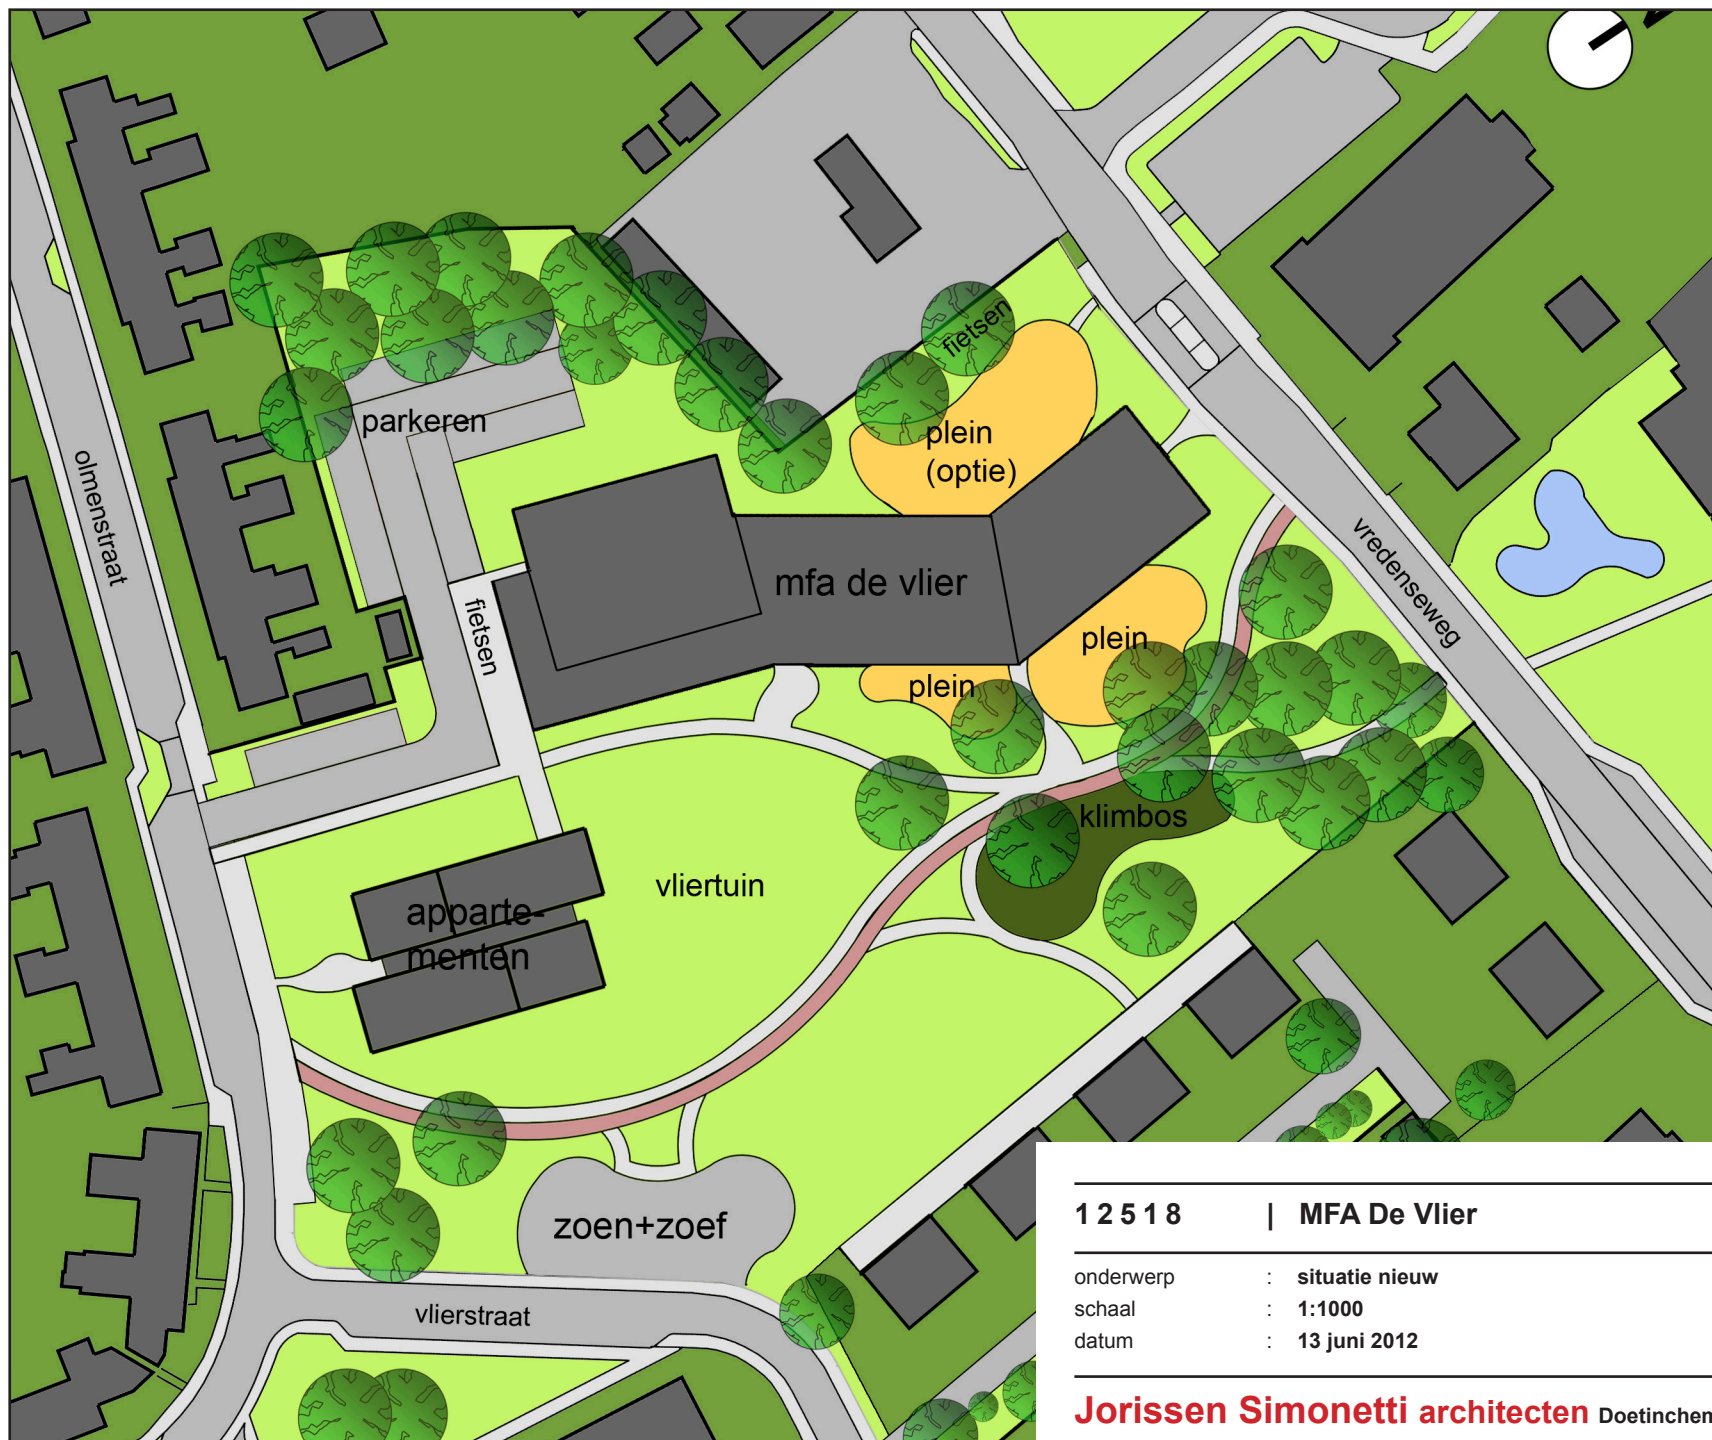 fietsen
parkeren
plein
(optie)
olmenstraat
vredenseweg
mfa de vlier
fietsen
plein
plein
klimbos
vliertuin
apparte-
menten
zoen+zoef
vlierstraat
12518 | MFA De Vlier
onderwerp : situatie nieuw
schaal : 1:1000
datum : 13 juni 2012
Jorissen Simonetti architecten Doetinchem